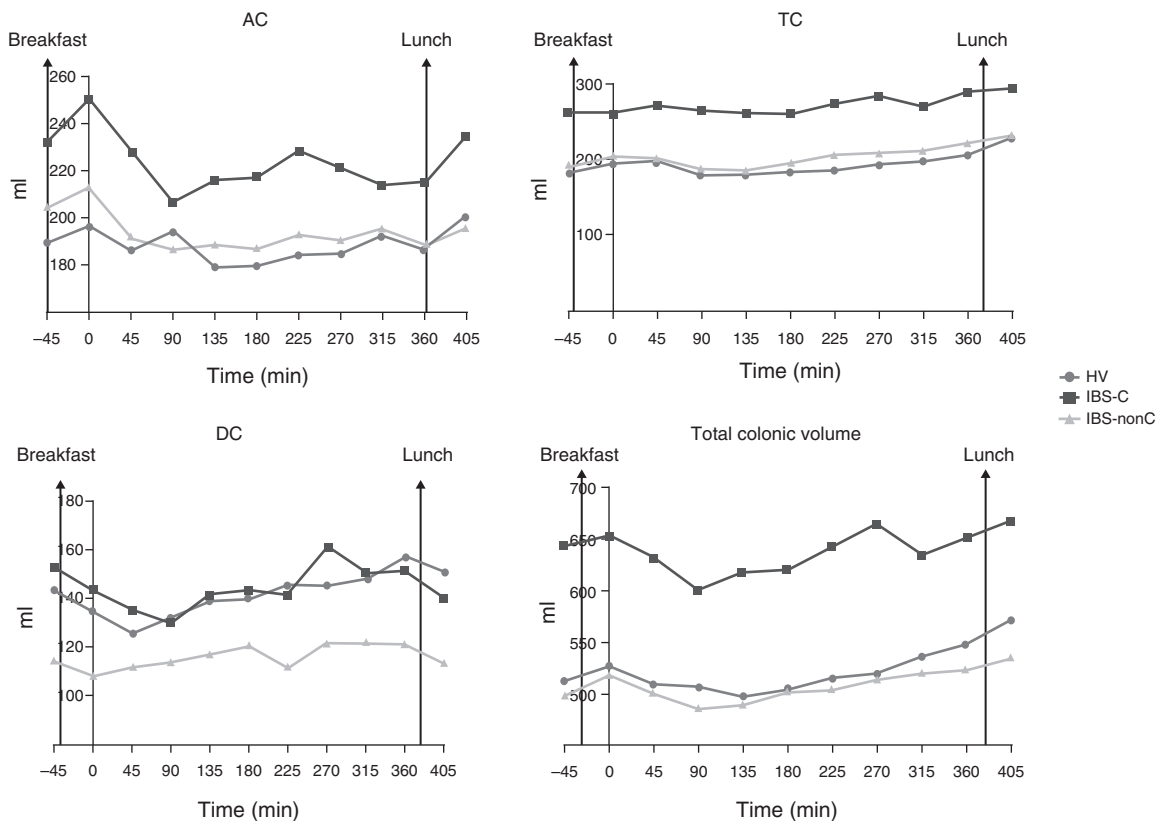 AC
Breakfast
Lunch
260
240
220
200
180
ml
–45 0 45 90 135 180 225 270 315 360 405
Time (min)
TC
Breakfast
Lunch
300
200
100
ml
–45 0 45 90 135 180 225 270 315 360 405
Time (min)
HV
IBS-C
IBS-nonC
DC
Breakfast
Lunch
180
160
140
120
100
ml
–45 0 45 90 135 180 225 270 315 360 405
Time (min)
Total colonic volume
Breakfast
Lunch
700
650
600
550
500
ml
–45 0 45 90 135 180 225 270 315 360 405
Time (min)